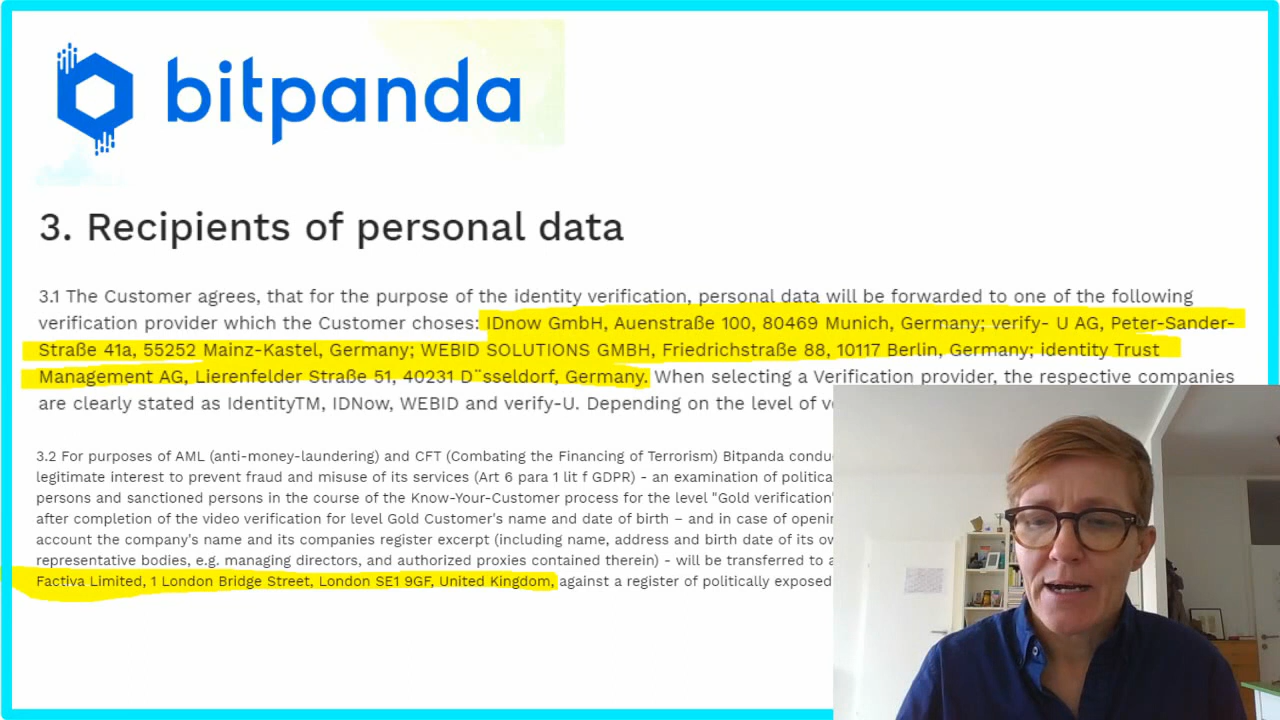 bitpanda
3. Recipients of personal data
3.1 The Customer agrees, that for the purpose of the identity verification, personal data will be forwarded to one of the following
verification provider which the Customer choses: IDnow GmbH, Auenstraße 100, 80469 Munich, Germany; verify- U AG, Peter-Sander-
Straße 41a, 55252 Mainz-Kastel, Germany; WEBID SOLUTIONS GMBH, Friedrichstraße 88, 10117 Berlin, Germany; identity Trust
Management AG, Lierenfelder Straße 51, 40231 D¨sseldorf, Germany. When selecting a Verification provider, the respective companies
are clearly stated as IdentityTM, IDNow, WEBID and verify-U. Depending on the level of
3.2 For purposes of AML (anti-money-laundering) and CFT (Combating the Financing of Terrorism) Bitpanda
legitimate interest to prevent fraud and misuse of its services (Art 6 para 1 lit f GDPR) - an examination of
persons and sanctioned persons in the course of the Know-Your-Customer process for the level "Gold verification"
after completion of the video verification for level Gold Customer's name and date of birth – and in case of
account the company's name and its companies register excerpt (including name, address and birth date of its
representative bodies, e.g. managing directors, and authorized proxies contained therein) - will be transferred to
Factiva Limited, 1 London Bridge Street, London SE1 9GF, United Kingdom, against a register of politically exposed